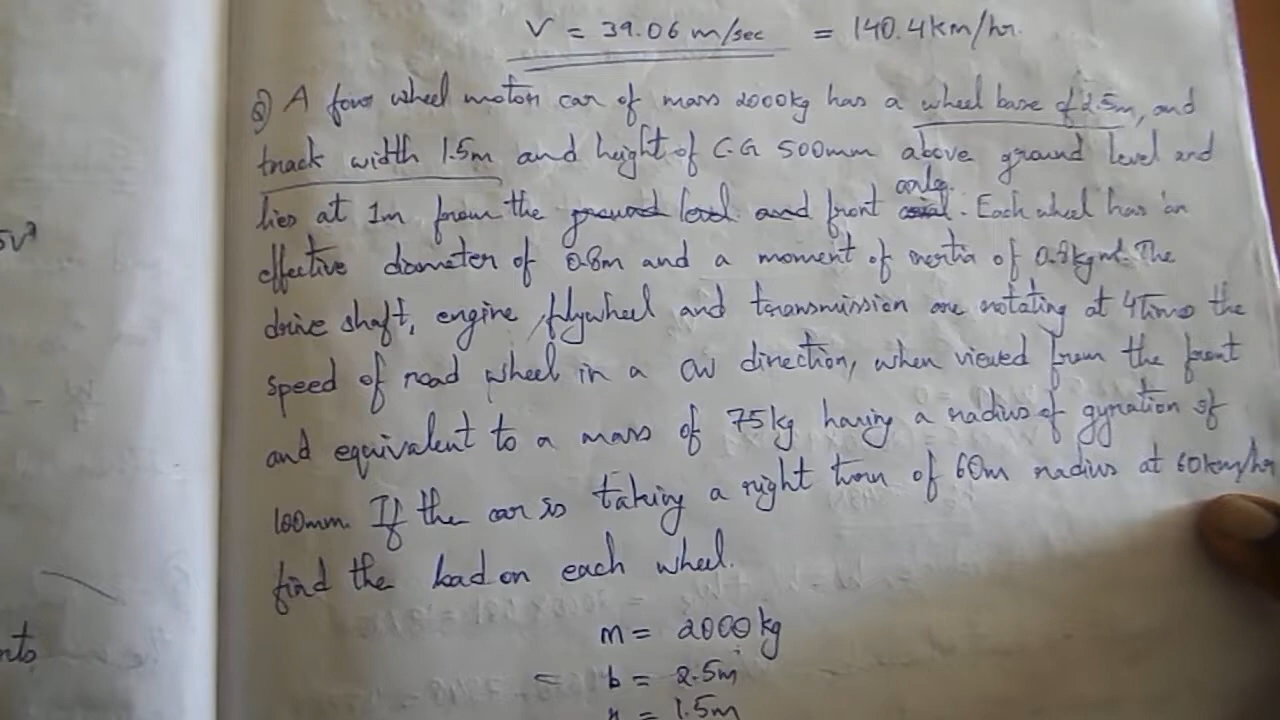 V = 39.06 m/sec = 140.4 km/hr.
Q) A four wheel motor car of mass 2000kg has a wheel base of 2.5m, and
track width 1.5m and height of C.G 500mm above ground level and
lies at 1m from the ground level and front axle. Each wheel has an
effective diameter of 0.8m and a moment of inertia of 0.8kgm². The
drive shaft, engine flywheel and transmission are rotating at 4 times the
speed of road wheel in a CW direction, when viewed from the front
and equivalent to a mass of 75kg having a radius of gyration of
100mm. If the car is taking a right turn of 60m radius at 60km/hr
find the load on each wheel.
m = 2000 kg
b = 2.5m
= 1.5m